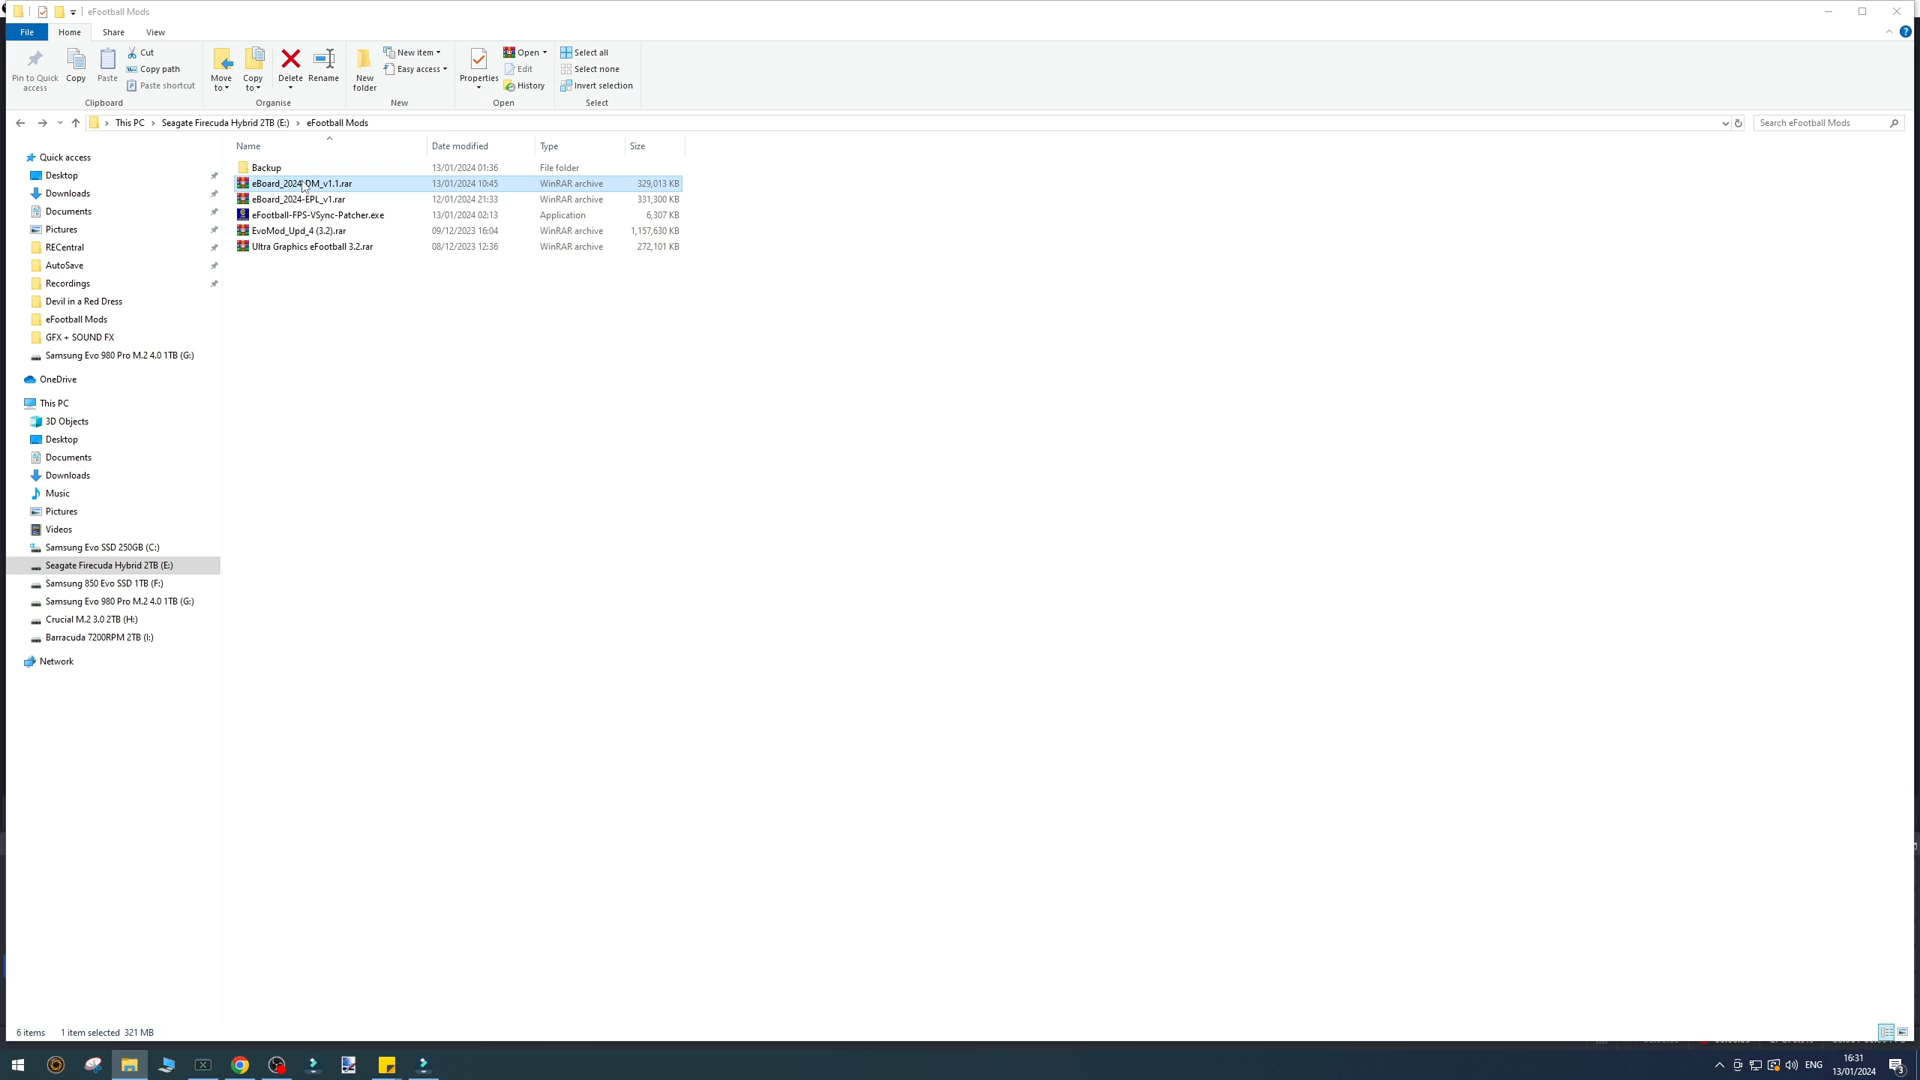 eFootball Mods
File Home Share View
Pin to Quick access Copy Paste Cut Copy path Paste shortcut
Move to Copy to Delete Rename New folder New item Easy access
Properties Open Edit History Select all Select none Invert selection
Clipboard Organise New Open Select
This PC > Seagate Firecuda Hybrid 2TB (E:) > eFootball Mods Search eFootball Mods
Name Date modified Type Size
Backup 13/01/2024 01:36 File folder
eBoard_2024-DM_v1.1.rar 13/01/2024 10:45 WinRAR archive 329,013 KB
eBoard_2024-EPL_v1.rar 12/01/2024 21:33 WinRAR archive 331,300 KB
eFootball-FPS-VSync-Patcher.exe 13/01/2024 02:13 Application 6,307 KB
EvoMod_Upd_4 (3.2).rar 09/12/2023 16:04 WinRAR archive 1,157,630 KB
Ultra Graphics eFootball 3.2.rar 08/12/2023 12:36 WinRAR archive 272,101 KB
Quick access
Desktop
Downloads
Documents
Pictures
RECentral
AutoSave
Recordings
Devil in a Red Dress
eFootball Mods
GFX + SOUND FX
Samsung Evo 980 Pro M.2 4.0 1TB (G:)
OneDrive
This PC
3D Objects
Desktop
Documents
Downloads
Music
Pictures
Videos
Samsung Evo SSD 250GB (C:)
Seagate Firecuda Hybrid 2TB (E:)
Samsung 850 Evo SSD 1TB (F:)
Samsung Evo 980 Pro M.2 4.0 1TB (G:)
Crucial M.2 3.0 2TB (H:)
Barracuda 7200RPM 2TB (I:)
Network
6 items 1 item selected 321 MB
ENG
16:31
13/01/2024
3